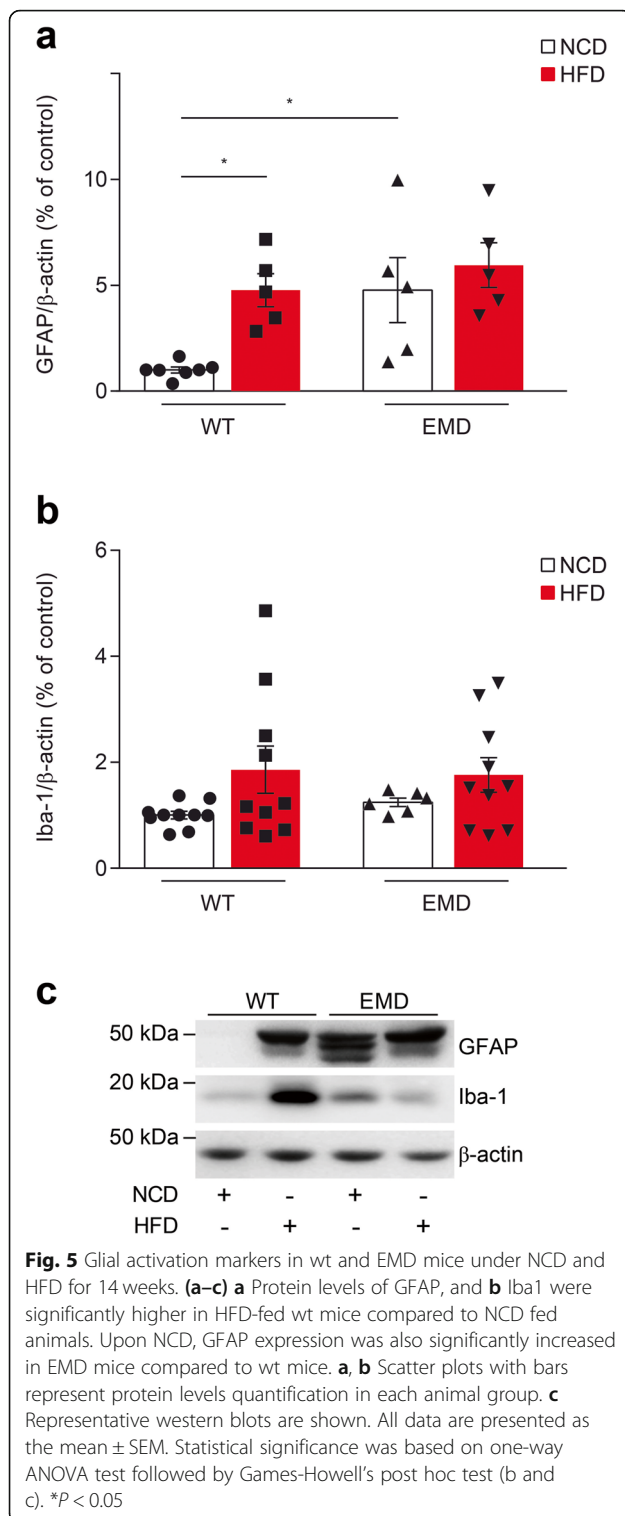 a
NCD
HFD
GFAP/β-actin (% of control)
10
5
0
*
*
WT
EMD
b
NCD
HFD
Iba-1/β-actin (% of control)
6
4
2
0
WT
EMD
c
WT EMD
50 kDa
GFAP
20 kDa
Iba-1
50 kDa
β-actin
NCD + - + -
HFD - + - +
Fig. 5 Glial activation markers in wt and EMD mice under NCD and
HFD for 14 weeks. (a–c) a Protein levels of GFAP, and b Iba1 were
significantly higher in HFD-fed wt mice compared to NCD fed
animals. Upon NCD, GFAP expression was also significantly increased
in EMD mice compared to wt mice. a, b Scatter plots with bars
represent protein levels quantification in each animal group. c
Representative western blots are shown. All data are presented as
the mean ± SEM. Statistical significance was based on one-way
ANOVA test followed by Games-Howell's post hoc test (b and
c). *P < 0.05